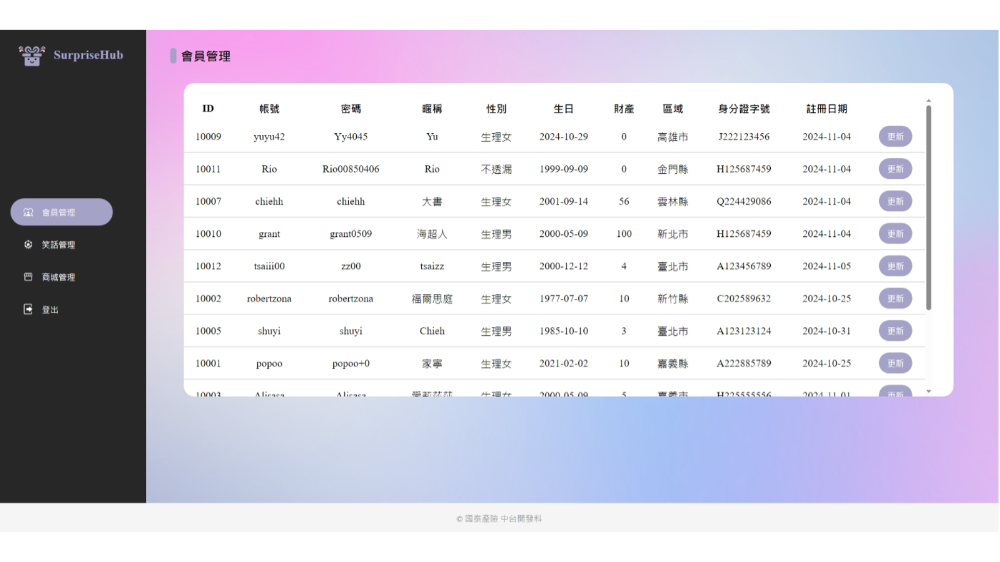 SurpriseHub
會員管理
笑話管理
商城管理
登出
會員管理
ID 帳號 密碼 暱稱 性別 生日 財產 區域 身分證字號 註冊日期
10009 yuyu42 Yy4045 Yu 生理女 2024-10-29 0 高雄市 J222123456 2024-11-04 更新
10011 Rio Rio00850406 Rio 不透漏 1999-09-09 0 金門縣 H125687459 2024-11-04 更新
10007 chiehh chiehh 大書 生理女 2001-09-14 56 雲林縣 Q224429086 2024-11-04 更新
10010 grant grant0509 海超人 生理男 2000-05-09 100 新北市 H125687459 2024-11-04 更新
10012 tsaiii00 zz00 tsaizz 生理男 2000-12-12 4 臺北市 A123456789 2024-11-05 更新
10002 robertzona robertzona 福爾思庭 生理女 1977-07-07 10 新竹縣 C202589632 2024-10-25 更新
10005 shuyi shuyi Chieh 生理男 1985-10-10 3 臺北市 A123123124 2024-10-31 更新
10001 popoo popoo+0 家寧 生理女 2021-02-02 10 嘉義縣 A222885789 2024-10-25 更新
10003 Alisasa Alisasa 愛莉莎莎 生理女 2000-05-09 5 嘉義市 H225555556 2024-11-01 更新
© 國泰產險 中台開發科